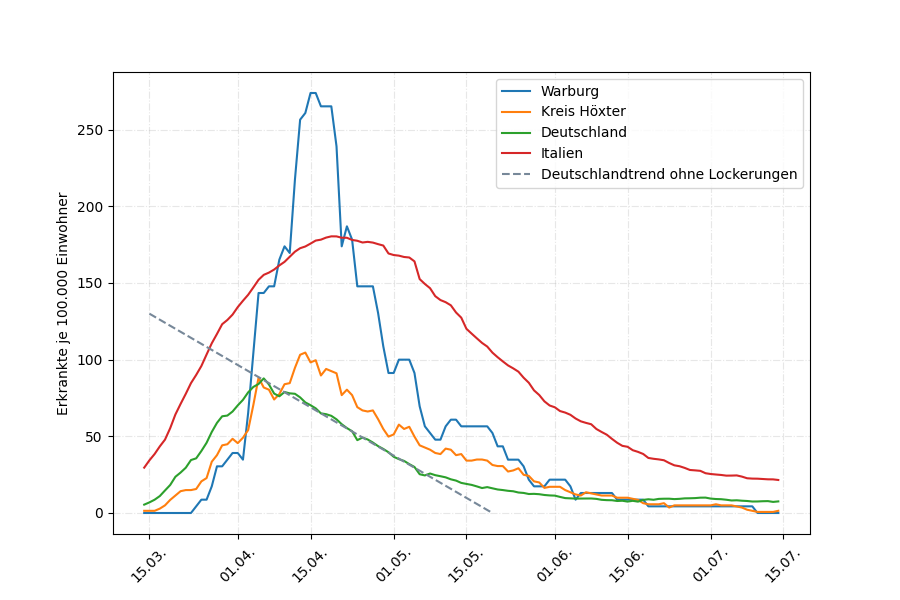 Warburg
Kreis Höxter
Deutschland
Italien
Deutschlandtrend ohne Lockerungen
Erkrankte je 100.000 Einwohner
250
200
150
100
50
0
15.03.
01.04.
15.04.
01.05.
15.05.
01.06.
15.06.
01.07.
15.07.